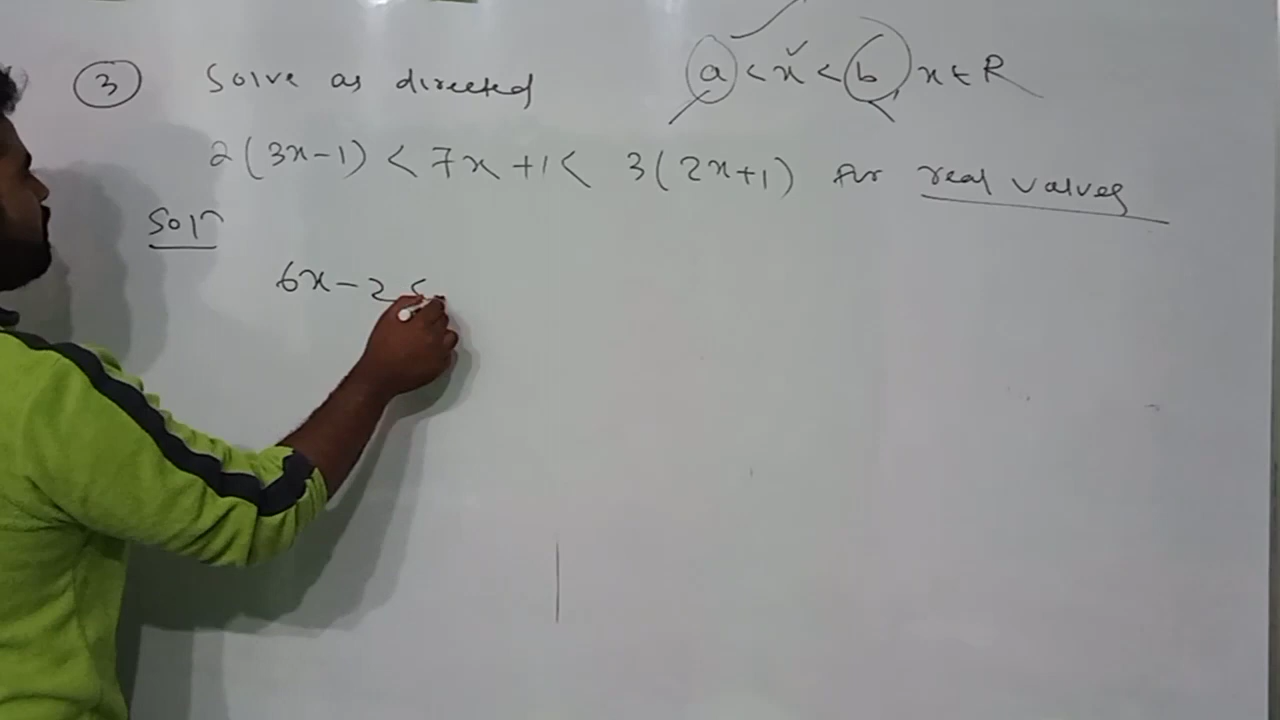 ③ Solve as directed a < x < b, x ∈ R
2(3x-1) < 7x+1 < 3(2x+1) for real values
Soln
6x-2 <